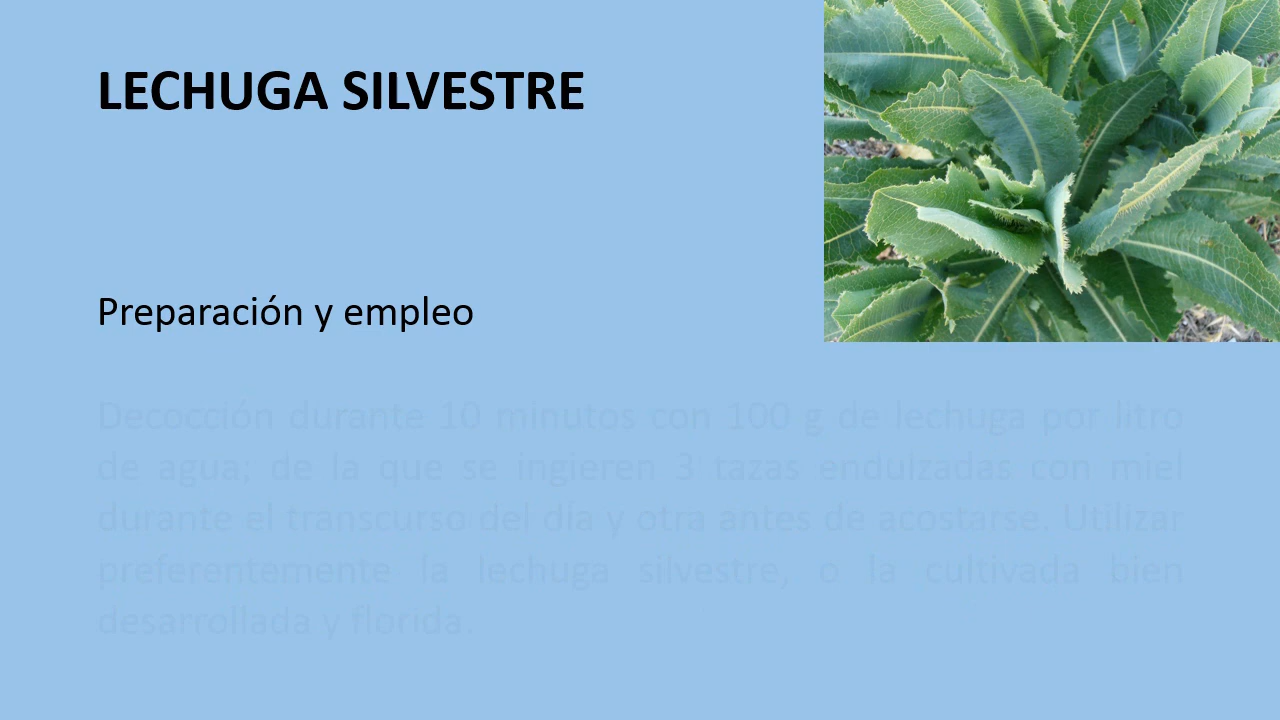 LECHUGA SILVESTRE
Preparación y empleo
Decocción durante 10 minutos con 100 g de lechuga por litro
de agua; de la que se ingieren 3 tazas endulzadas con miel
durante el transcurso del día y otra antes de acostarse. Utilizar
preferentemente la lechuga silvestre, o la cultivada bien
desarrollada y florida.